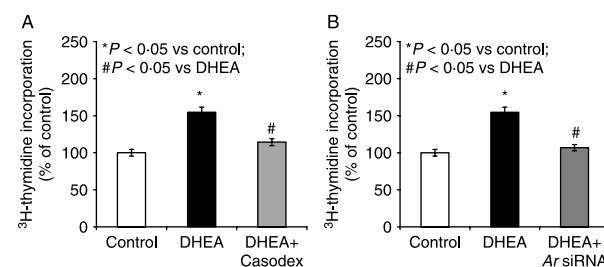 A
³H-thymidine incorporation
(% of control)
250
200
150
100
50
0
*P < 0·05 vs control;
#P < 0·05 vs DHEA
*
#
Control
DHEA
DHEA+
Casodex
B
³H-thymidine incorporation
(% of control)
250
200
150
100
50
0
*P < 0·05 vs control;
#P < 0·05 vs DHEA
*
#
Control
DHEA
DHEA+
Ar siRNA